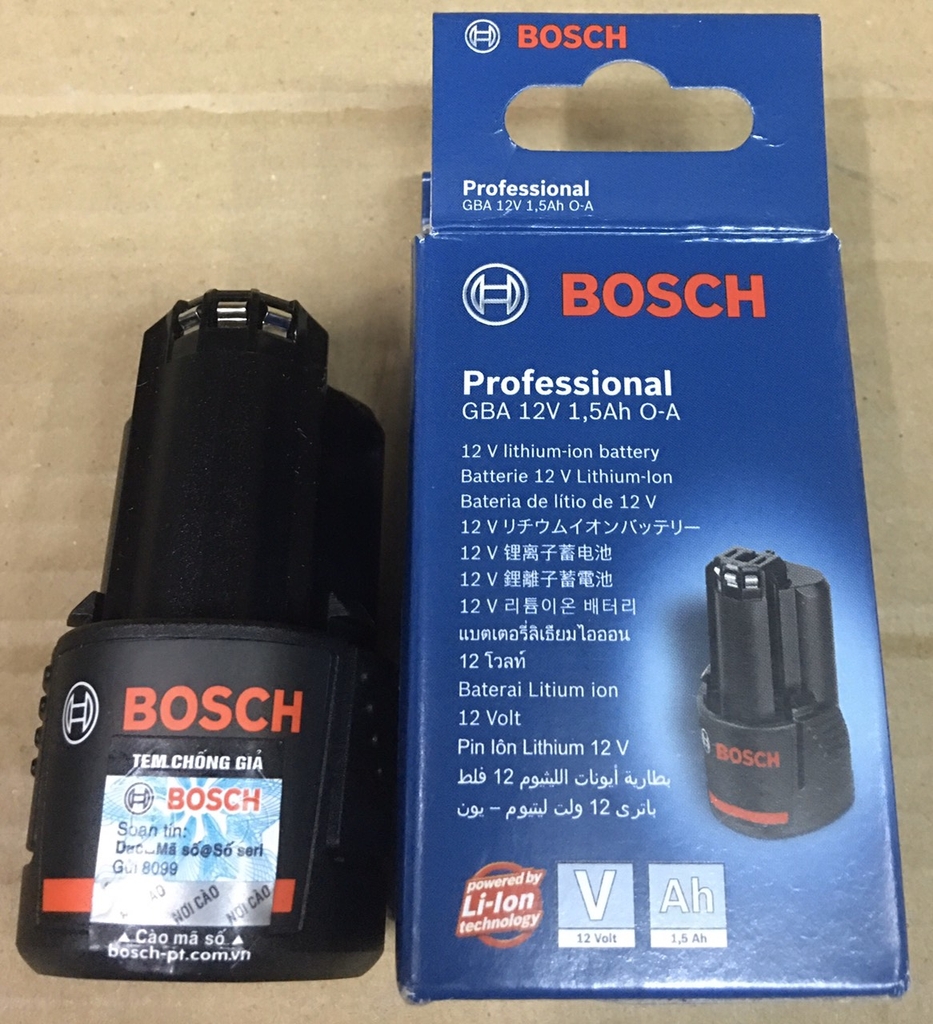 BOSCH
Professional
GBA 12V 1,5Ah O-A
BOSCH
Professional
GBA 12V 1,5Ah O-A
12 V lithium-ion battery
Batterie 12 V Lithium-Ion
Bateria de lítio de 12 V
12 V リチウムイオンバッテリー
12 V 锂离子蓄电池
12 V 鋰離子蓄電池
12 V 리튬이온 배터리
แบตเตอรี่ลิเธียมไอออน
12 โวลท์
Baterai Litium ion
12 Volt
Pin Iôn Lithium 12 V
بطارية أيونات الليثيوم 12 فلط
باتری 12 ولت لیتیوم – یون
BOSCH
powered by
Li-Ion
technology
V
12 Volt
Ah
1,5 Ah
BOSCH
TEM CHỐNG GIẢ
BOSCH
Soạn tin:
Mã số@Số seri
Gửi 8099
NƠI CÀO
NƠI CÀO
▲ Cào mã số ▲
bosch-pt.com.vn